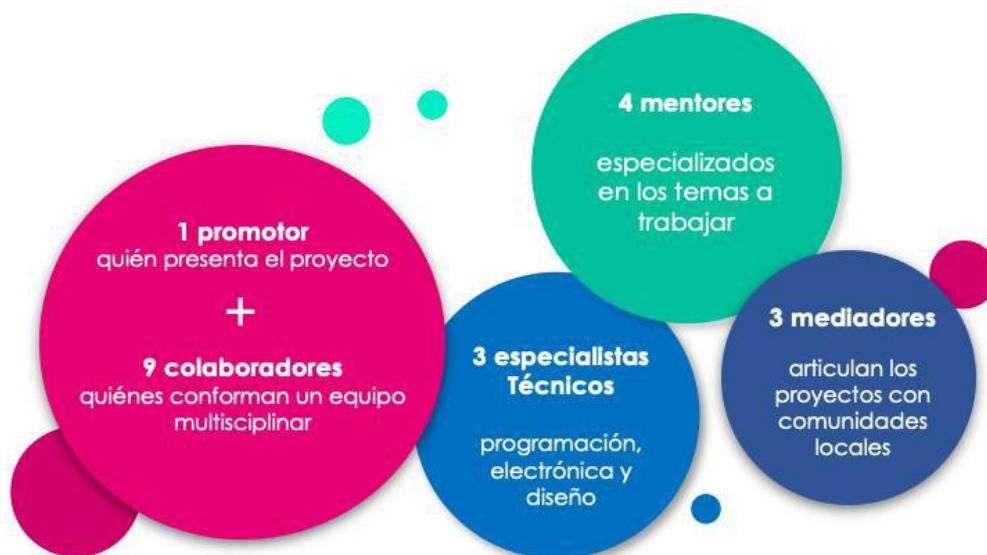 1 promotor
quién presenta el proyecto
+
9 colaboradores
quiénes conforman un equipo
multisciplinar
3 especialistas
Técnicos
programación,
electrónica y
diseño
4 mentores
especializados
en los temas a
trabajar
3 mediadores
articulan los
proyectos con
comunidades
locales